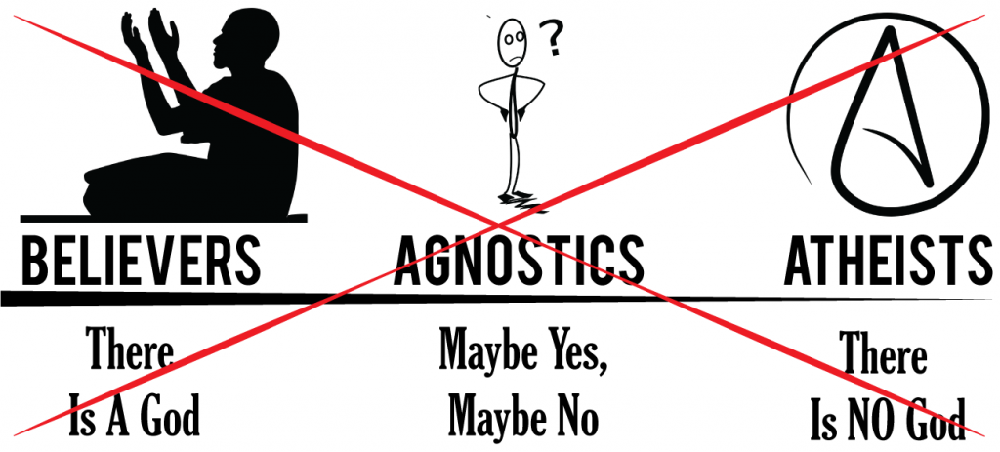 ?
BELIEVERS AGNOSTICS ATHEISTS
There
Is A God
Maybe Yes,
Maybe No
There
Is NO God